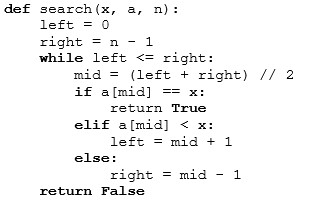 def search(x, a, n):
    left = 0
    right = n - 1
    while left <= right:
        mid = (left + right) // 2
        if a[mid] == x:
            return True
        elif a[mid] < x:
            left = mid + 1
        else:
            right = mid - 1
    return False